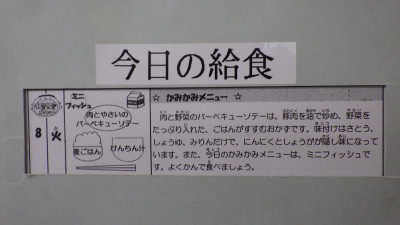 今日の給食
8
火
ミニ
フィッシュ
肉とやさいの
バーベキューソテー
麦ごはん
けんちん汁
☆ かみかみメニュー ☆
肉と野菜のバーベキューソテーは、豚肉を油で炒め、野菜を
たっぷり入れた、ごはんがすすむおかずです。味付けはさとう、
しょうゆ、みりんだけで、にんにくとしょうがが隠し味になって
います。また、今日のかみかみメニューは、ミニフィッシュで
す。よくかんで食べましょう。